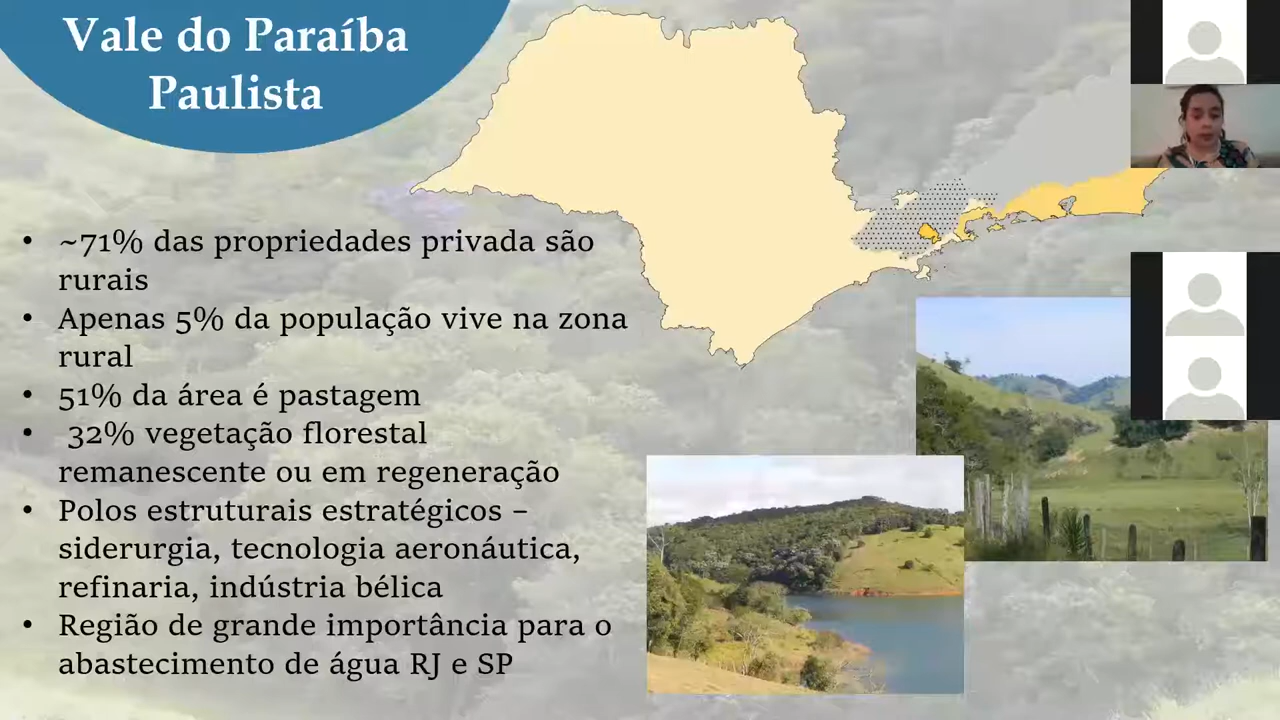 Vale do Paraíba
Paulista
• ~71% das propriedades privada são
rurais
• Apenas 5% da população vive na zona
rural
• 51% da área é pastagem
• 32% vegetação florestal
remanescente ou em regeneração
• Polos estruturais estratégicos –
siderurgia, tecnologia aeronáutica,
refinaria, indústria bélica
• Região de grande importância para o
abastecimento de água RJ e SP